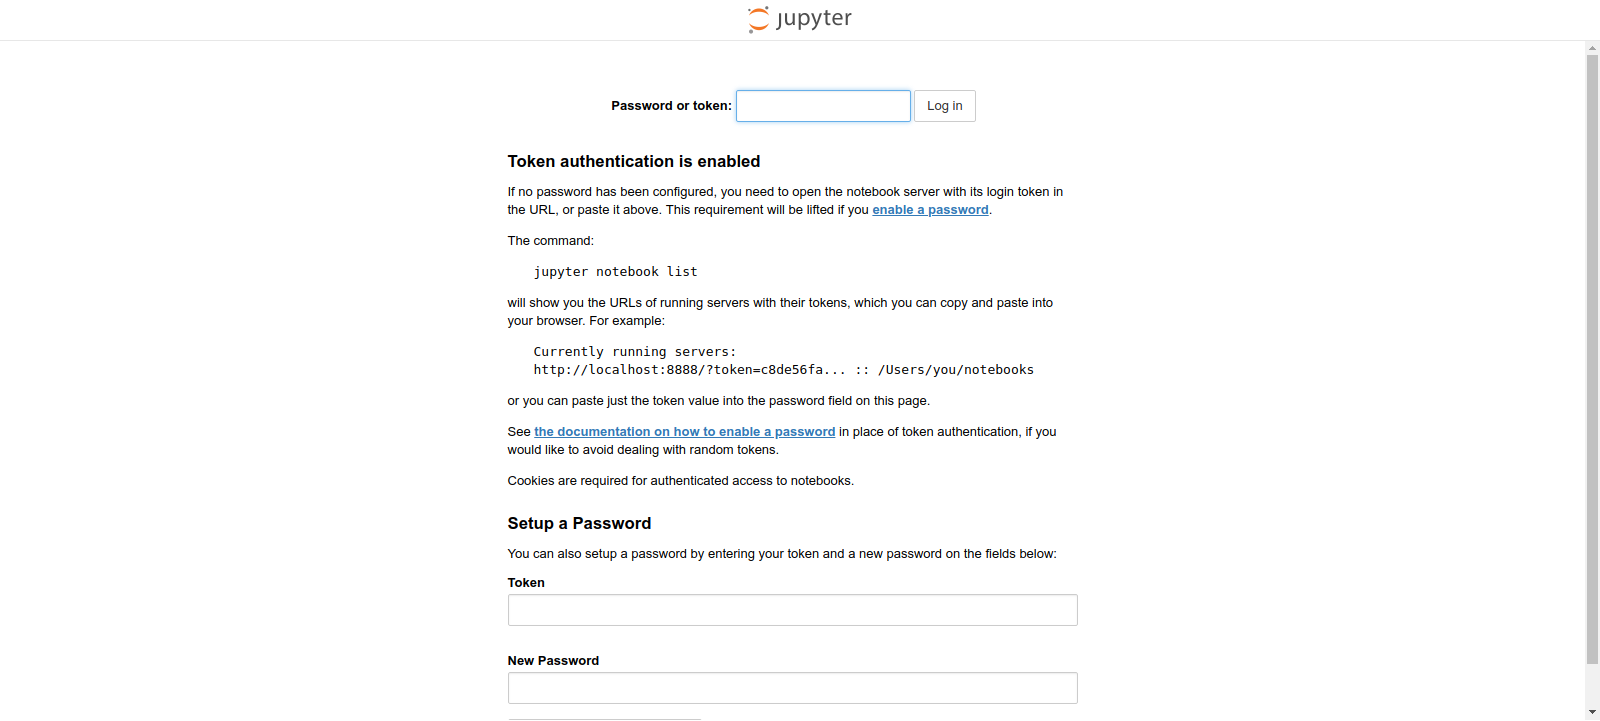 jupyter
Password or token:
Log in
Token authentication is enabled
If no password has been configured, you need to open the notebook server with its login token in
the URL, or paste it above. This requirement will be lifted if you enable a password.
The command:
jupyter notebook list
will show you the URLs of running servers with their tokens, which you can copy and paste into
your browser. For example:
Currently running servers:
http://localhost:8888/?token=c8de56fa... :: /Users/you/notebooks
or you can paste just the token value into the password field on this page.
See the documentation on how to enable a password in place of token authentication, if you
would like to avoid dealing with random tokens.
Cookies are required for authenticated access to notebooks.
Setup a Password
You can also setup a password by entering your token and a new password on the fields below:
Token
New Password